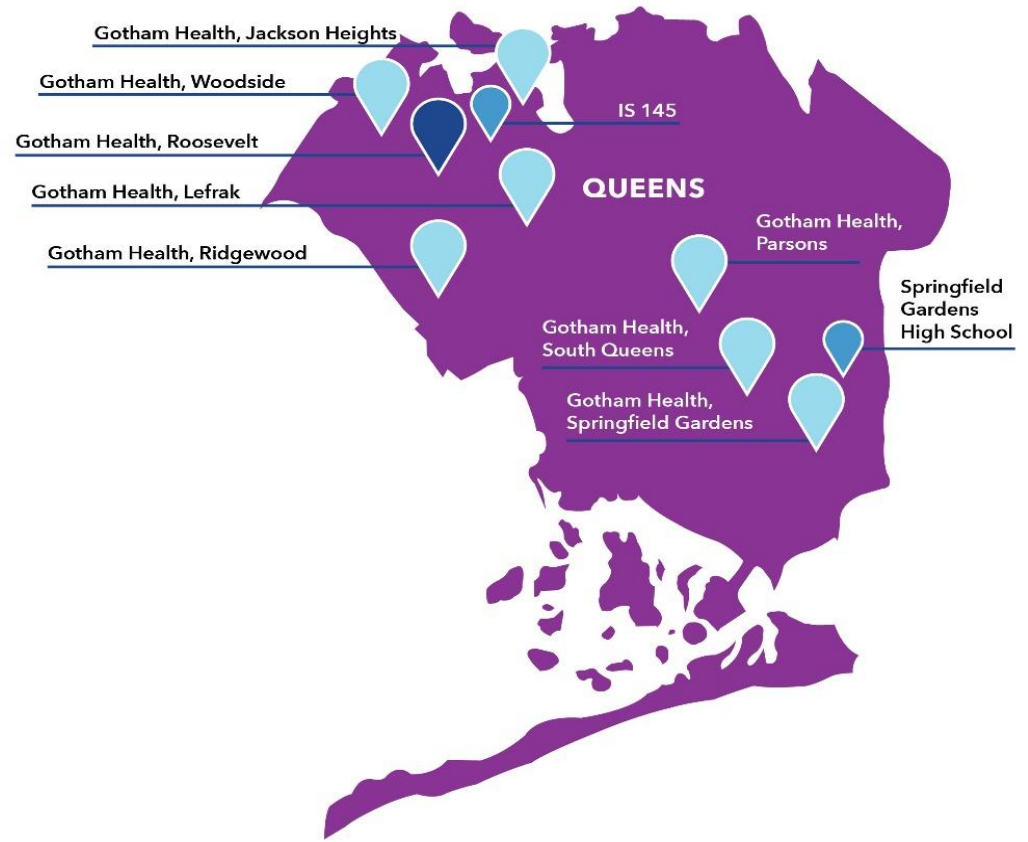 Gotham Health, Jackson Heights
Gotham Health, Woodside
IS 145
Gotham Health, Roosevelt
Gotham Health, Lefrak
QUEENS
Gotham Health, Ridgewood
Gotham Health,
Parsons
Springfield
Gardens
High School
Gotham Health,
South Queens
Gotham Health,
Springfield Gardens